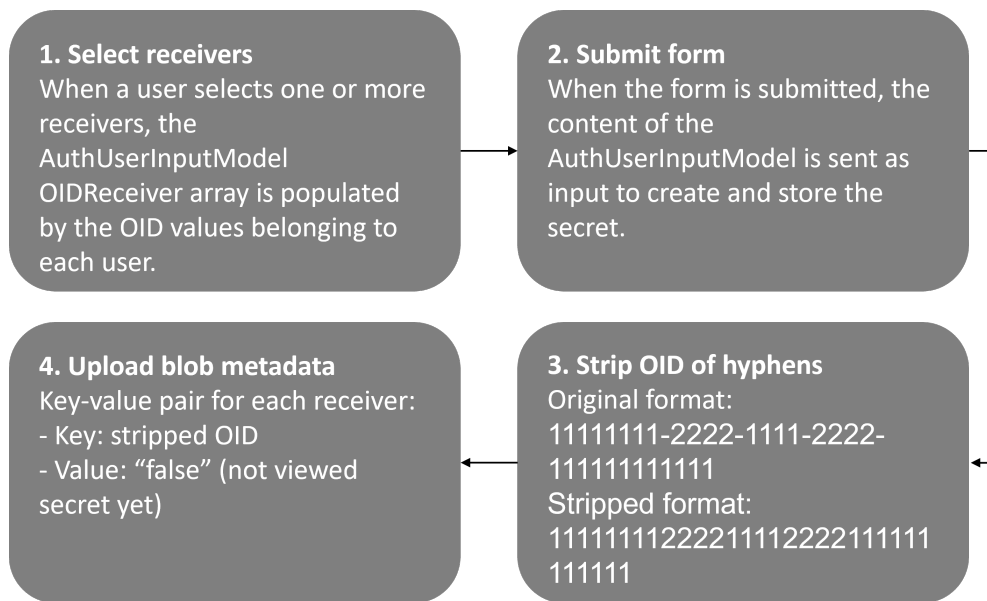 1. Select receivers
When a user selects one or more
receivers, the
AuthUserInputModel
OIDReceiver array is populated
by the OID values belonging to
each user.
2. Submit form
When the form is submitted, the
content of the
AuthUserInputModel is sent as
input to create and store the
secret.
3. Strip OID of hyphens
Original format:
11111111-2222-1111-2222-
111111111111
Stripped format:
11111111222211112222111111
111111
4. Upload blob metadata
Key-value pair for each receiver:
- Key: stripped OID
- Value: “false” (not viewed
secret yet)